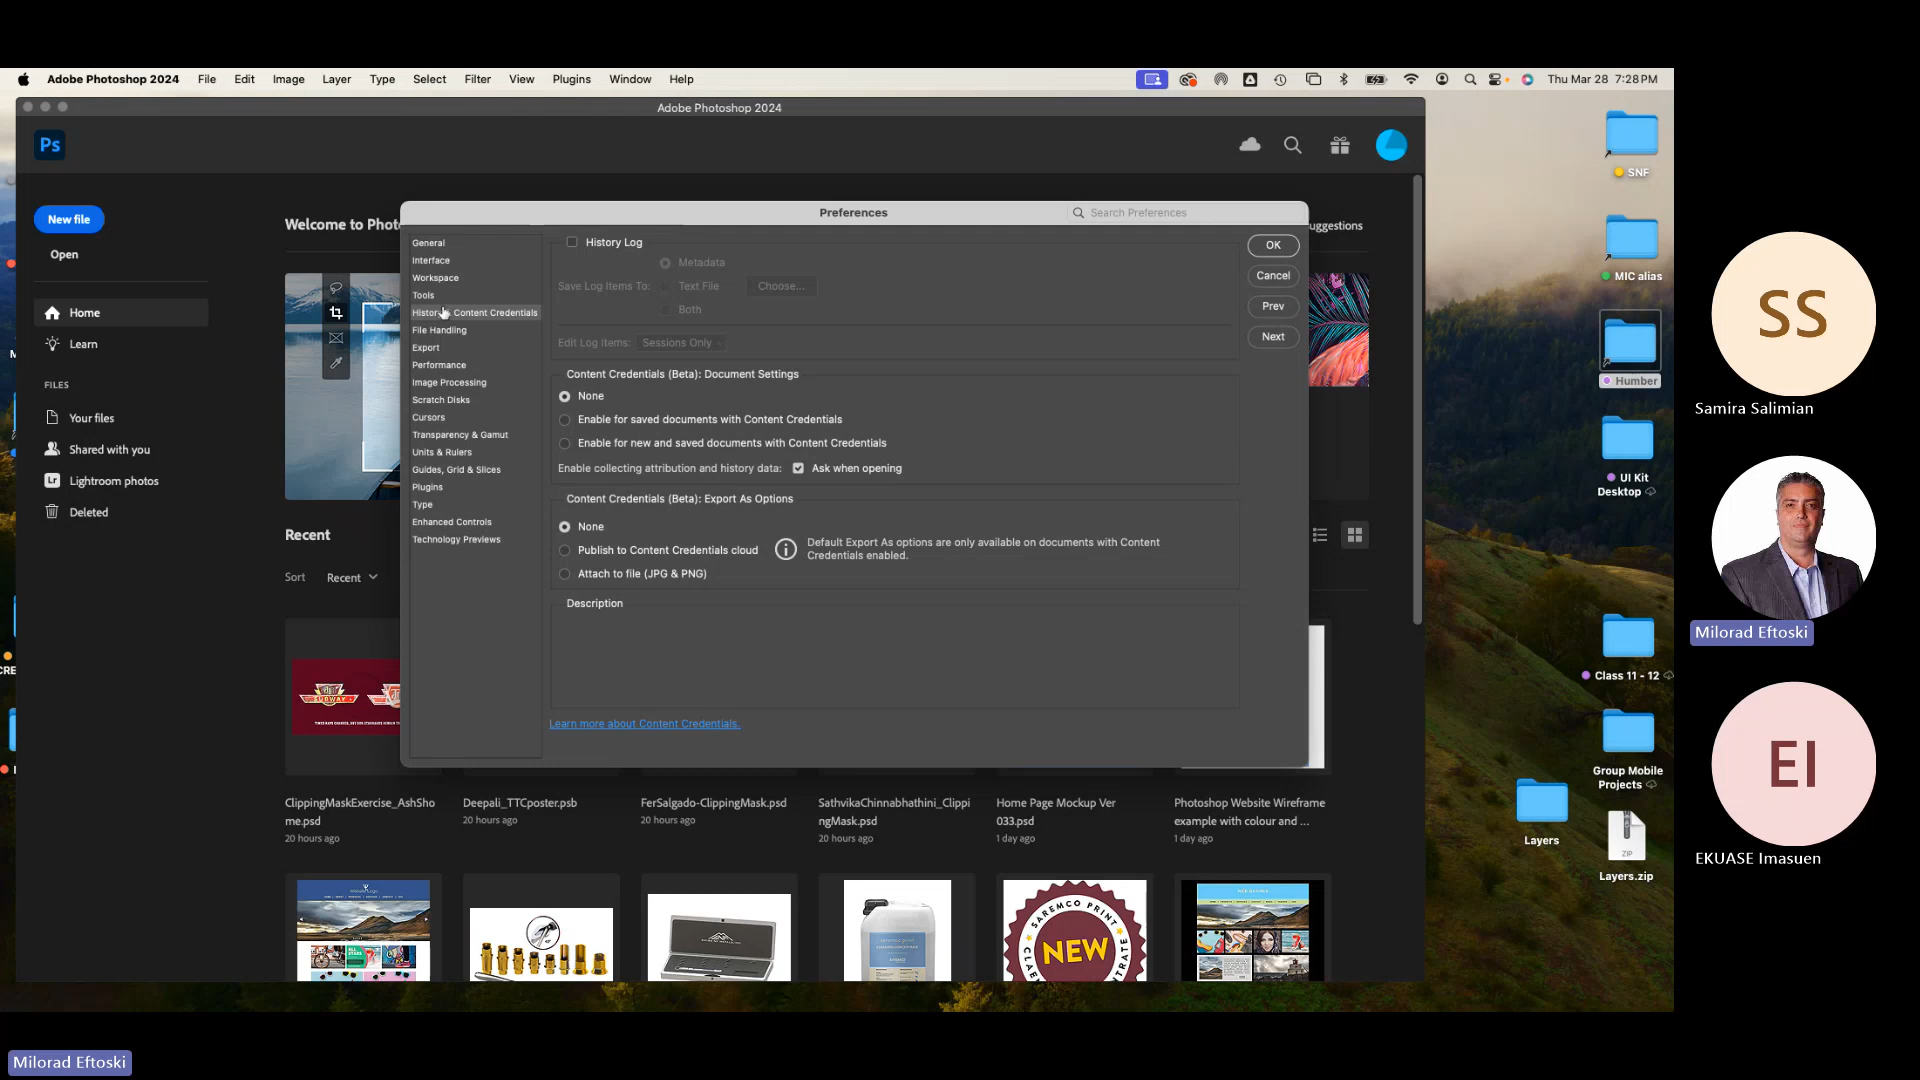 Adobe Photoshop 2024 File Edit Image Layer Type Select Filter View Plugins Window Help
Thu Mar 28 7:28PM
Adobe Photoshop 2024
Ps
New file
Open
Home
Learn
FILES
Your files
Shared with you
Lr Lightroom photos
Deleted
Welcome to Photo
uggestions
Recent
Sort Recent
Preferences
Search Preferences
General
Interface
Workspace
Tools
History & Content Credentials
File Handling
Export
Performance
Image Processing
Scratch Disks
Cursors
Transparency & Gamut
Units & Rulers
Guides, Grid & Slices
Plugins
Type
Enhanced Controls
Technology Previews
History Log
Metadata
Save Log Items To: Text File Choose...
Both
Edit Log Items: Sessions Only
Content Credentials (Beta): Document Settings
None
Enable for saved documents with Content Credentials
Enable for new and saved documents with Content Credentials
Enable collecting attribution and history data: Ask when opening
Content Credentials (Beta): Export As Options
None
Publish to Content Credentials cloud
Default Export As options are only available on documents with Content
Credentials enabled.
Attach to file (JPG & PNG)
Description
Learn more about Content Credentials.
OK
Cancel
Prev
Next
SUBWAY
ClippingMaskExercise_AshSho
me.psd
20 hours ago
Deepali_TTCposter.psb
20 hours ago
FerSalgado-ClippingMask.psd
20 hours ago
SathvikaChinnabhathini_Clippi
ngMask.psd
20 hours ago
Home Page Mockup Ver
033.psd
1 day ago
Photoshop Website Wireframe
example with colour and ...
1 day ago
SAREMCO PRINT
NEW
SNF
MIC alias
Humber
UI Kit
Desktop
Class 11 - 12
Group Mobile
Projects
Layers
ZIP
Layers.zip
SS
Samira Salimian
Milorad Eftoski
EI
EKUASE Imasuen
Milorad Eftoski